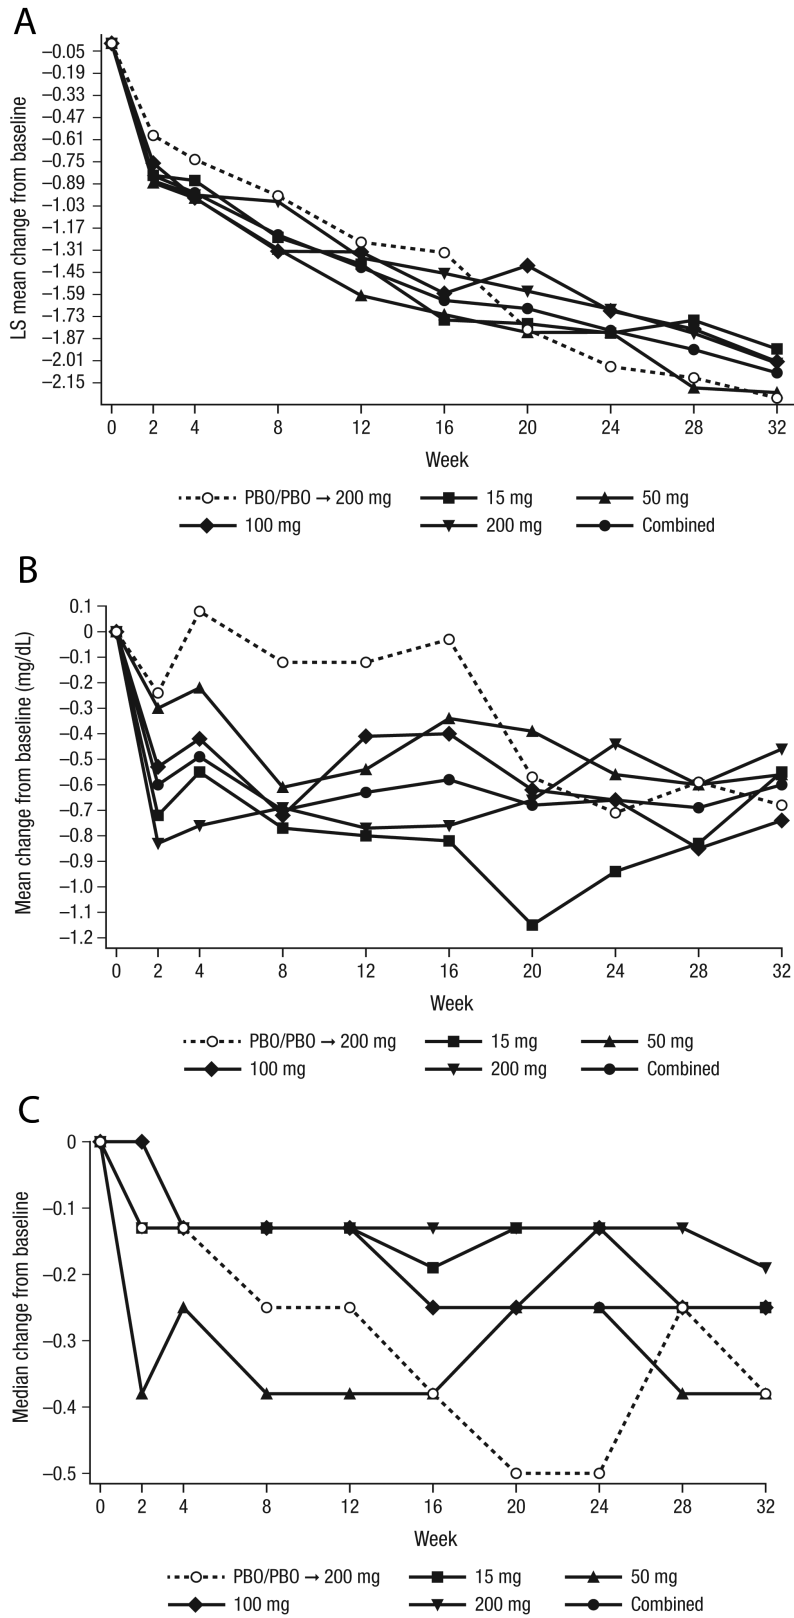 A
LS mean change from baseline
–0.05
–0.19
–0.33
–0.47
–0.61
–0.75
–0.89
–1.03
–1.17
–1.31
–1.45
–1.59
–1.73
–1.87
–2.01
–2.15
0 2 4 8 12 16 20 24 28 32
Week
PBO/PBO → 200 mg 15 mg 50 mg
100 mg 200 mg Combined
B
Mean change from baseline (mg/dL)
0.1
0
–0.1
–0.2
–0.3
–0.4
–0.5
–0.6
–0.7
–0.8
–0.9
–1.0
–1.1
–1.2
0 2 4 8 12 16 20 24 28 32
Week
PBO/PBO → 200 mg 15 mg 50 mg
100 mg 200 mg Combined
C
Median change from baseline
0
–0.1
–0.2
–0.3
–0.4
–0.5
0 2 4 8 12 16 20 24 28 32
Week
PBO/PBO → 200 mg 15 mg 50 mg
100 mg 200 mg Combined